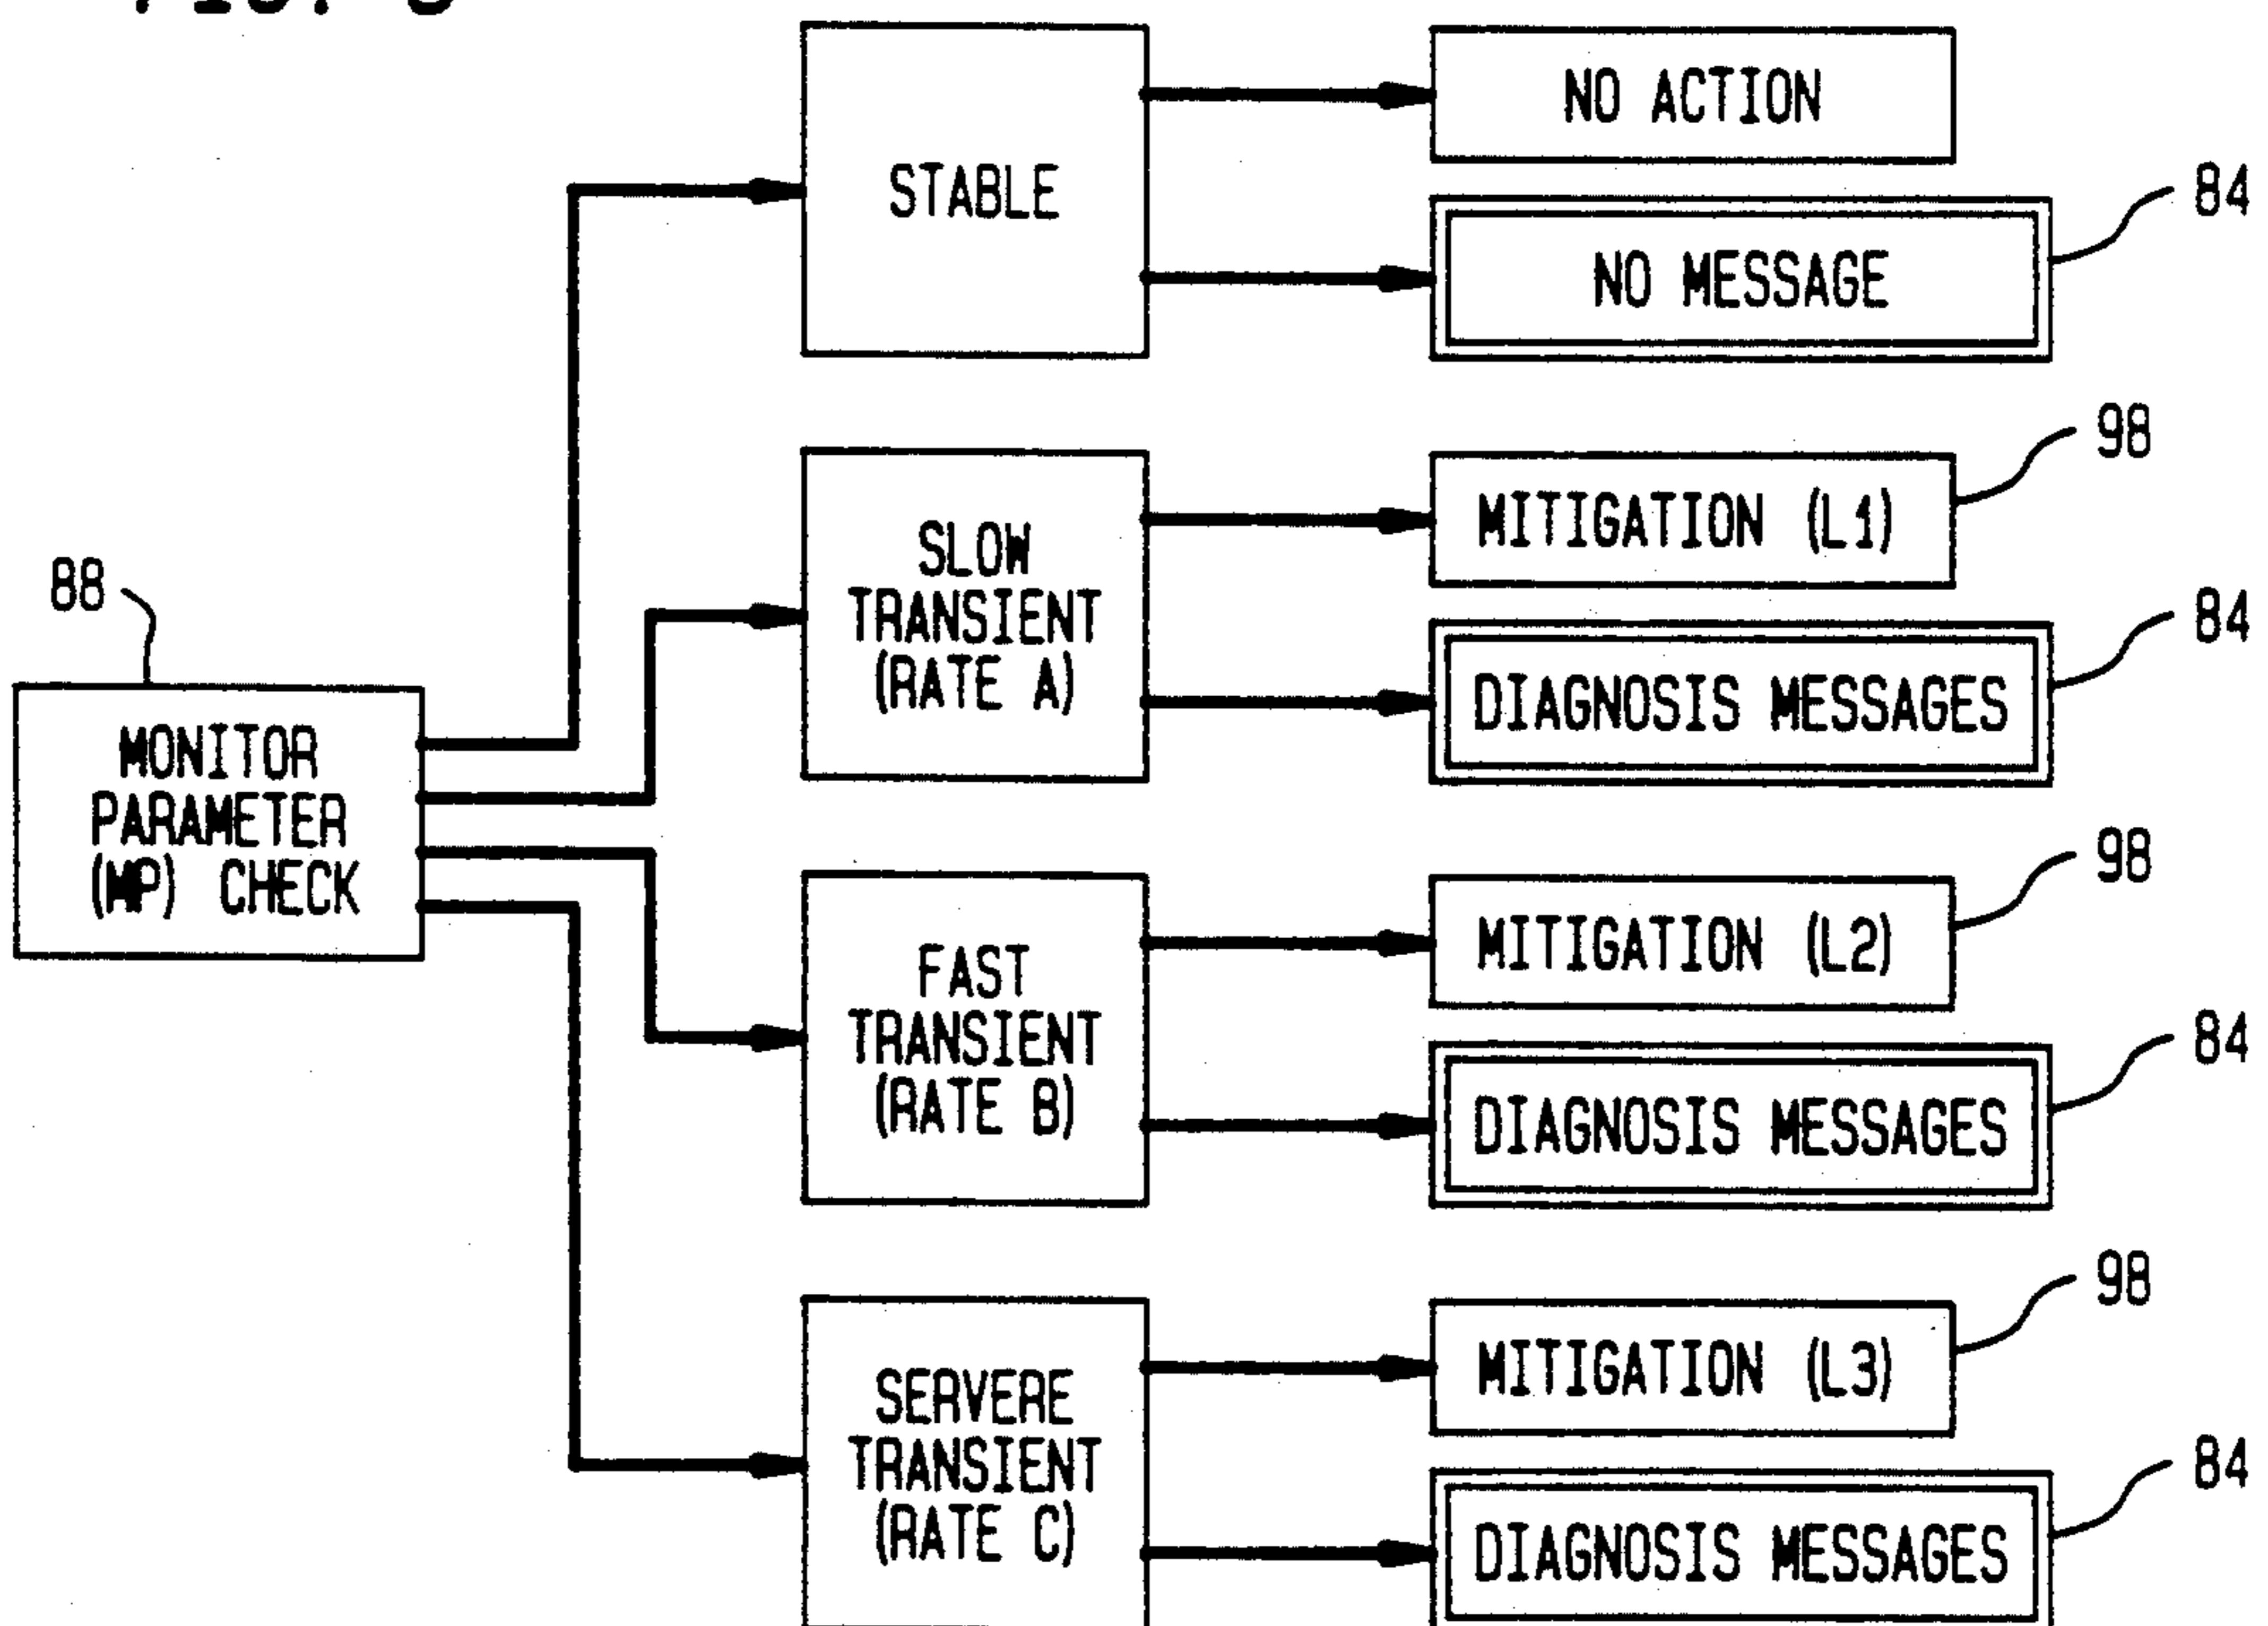 STABLE
NO ACTION
NO MESSAGE
84
SLOW
TRANSIENT
(RATE A)
MITIGATION (L1)
98
DIAGNOSIS MESSAGES
84
88
MONITOR
PARAMETER
(MP) CHECK
FAST
TRANSIENT
(RATE B)
MITIGATION (L2)
98
DIAGNOSIS MESSAGES
84
SERVERE
TRANSIENT
(RATE C)
MITIGATION (L3)
98
DIAGNOSIS MESSAGES
84